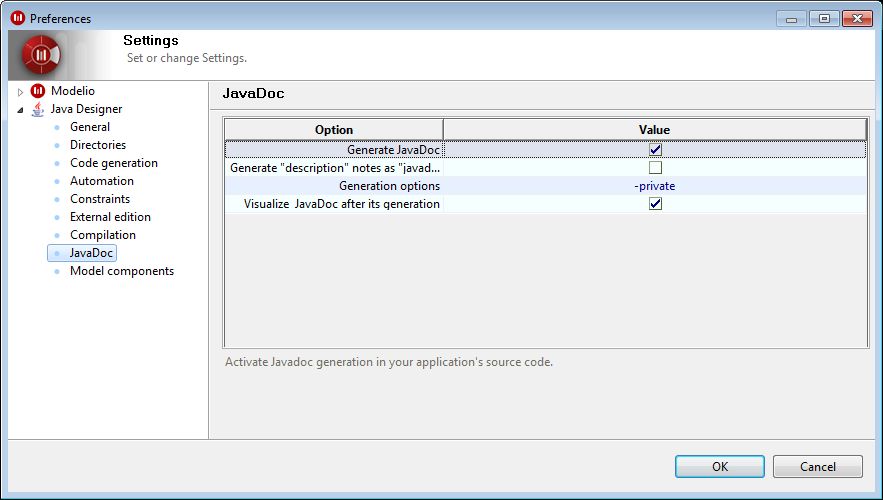 Preferences
Settings
Set or change Settings.
Modelio
Java Designer
General
Directories
Code generation
Automation
Constraints
External edition
Compilation
JavaDoc
Model components
JavaDoc
Option Value
Generate JavaDoc
Generate "description" notes as "javad...
Generation options -private
Visualize JavaDoc after its generation
Activate Javadoc generation in your application's source code.
OK Cancel